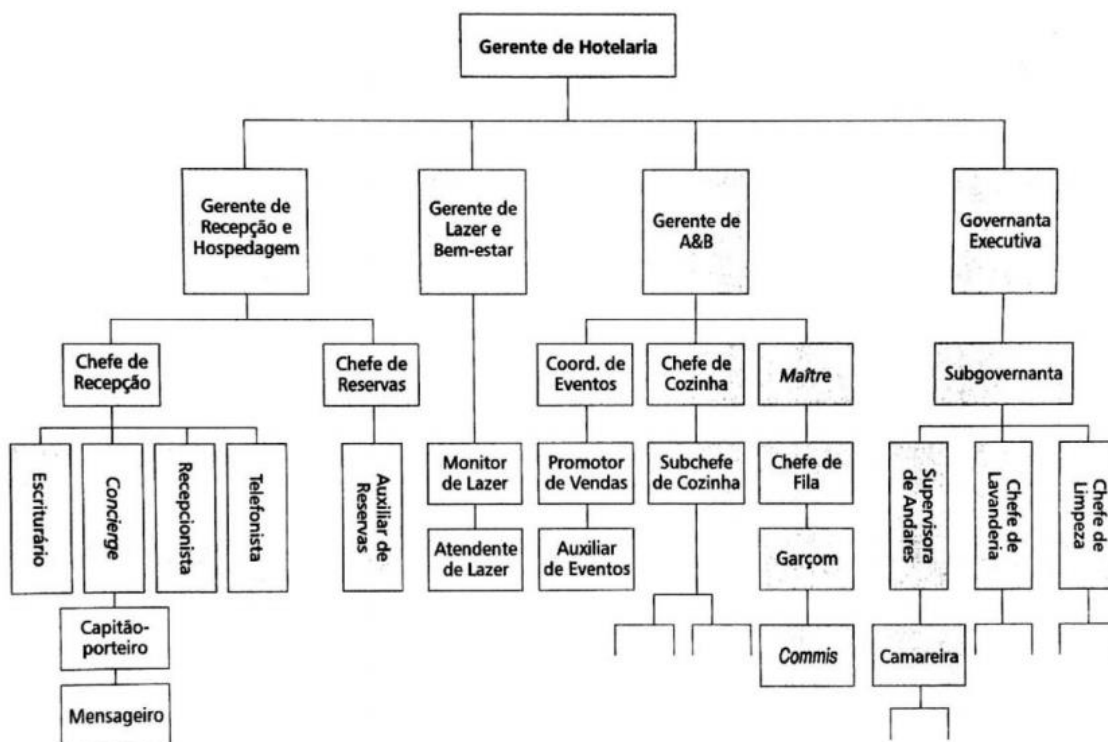 Gerente de Hotelaria
Gerente de
Recepção e
Hospedagem
Gerente de
Lazer e
Bem-estar
Gerente de
A&B
Governanta
Executiva
Chefe de
Recepção
Chefe de
Reservas
Coord. de
Eventos
Chefe de
Cozinha
Maître
Subgovernanta
Escriturário
Concierge
Recepcionista
Telefonista
Auxiliar de
Reservas
Monitor
de Lazer
Promotor
de Vendas
Subchefe
de Cozinha
Chefe de
Fila
Supervisora
de Andares
Chefe de
Lavanderia
Chefe de
Limpeza
Atendente
de Lazer
Auxiliar
de Eventos
Garçom
Capitão-
porteiro
Commis
Camareira
Mensageiro